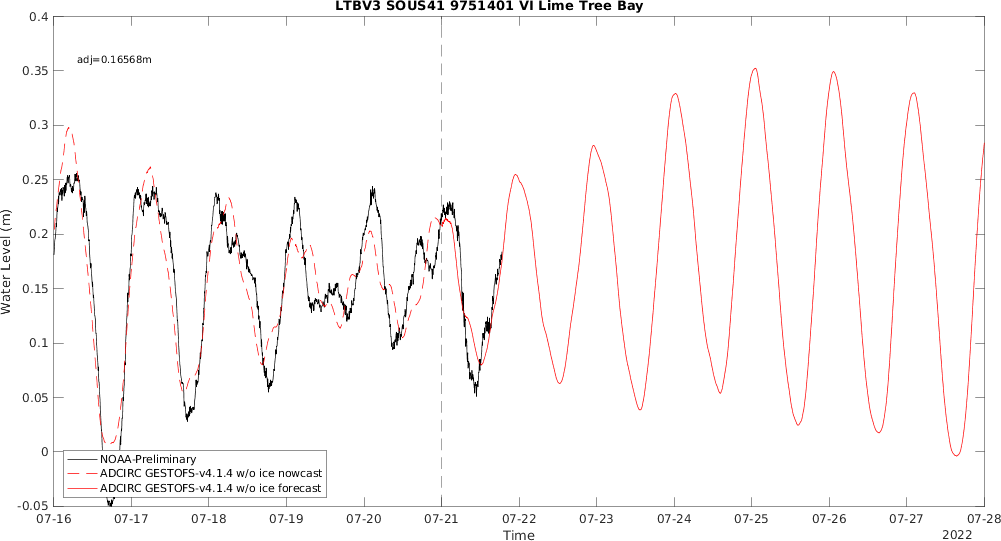 LTBV3 SOUS41 9751401 VI Lime Tree Bay
0.4
adj=0.16568m
0.35
0.3
0.25
0.2
0.15
0.1
0.05
0
-0.05
Water Level (m)
NOAA-Preliminary
ADCIRC GESTOFS-v4.1.4 w/o ice nowcast
ADCIRC GESTOFS-v4.1.4 w/o ice forecast
07-16 07-17 07-18 07-19 07-20 07-21 07-22 07-23 07-24 07-25 07-26 07-27 07-28
Time
2022